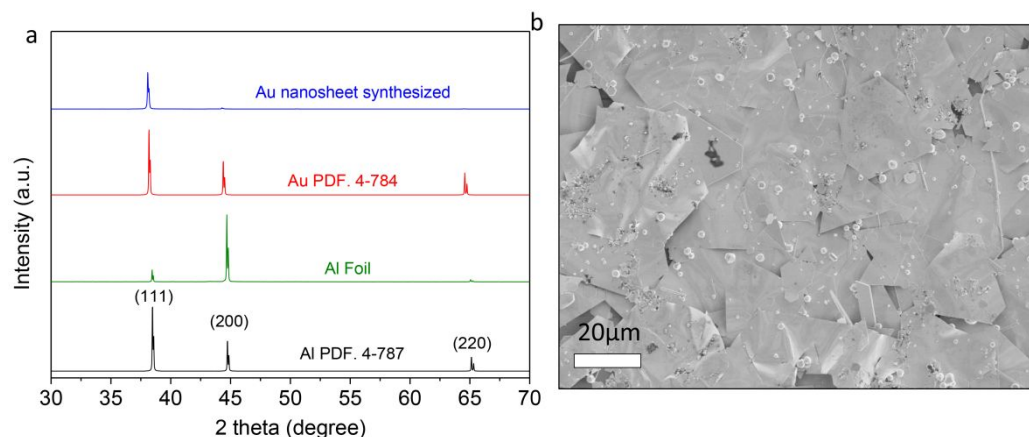 a
b
Au nanosheet synthesized
Au PDF. 4-784
Al Foil
(111)
(200)
(220)
Al PDF. 4-787
Intensity (a.u.)
30 35 40 45 50 55 60 65 70
2 theta (degree)
20μm